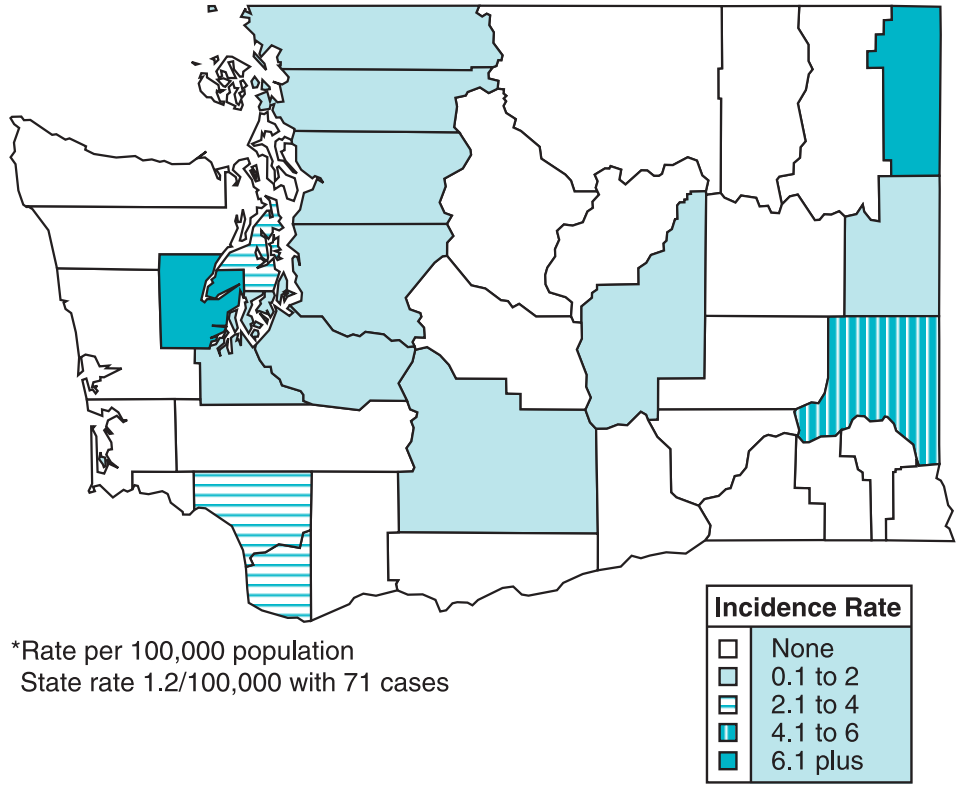 *Rate per 100,000 population
State rate 1.2/100,000 with 71 cases
Incidence Rate
None
0.1 to 2
2.1 to 4
4.1 to 6
6.1 plus